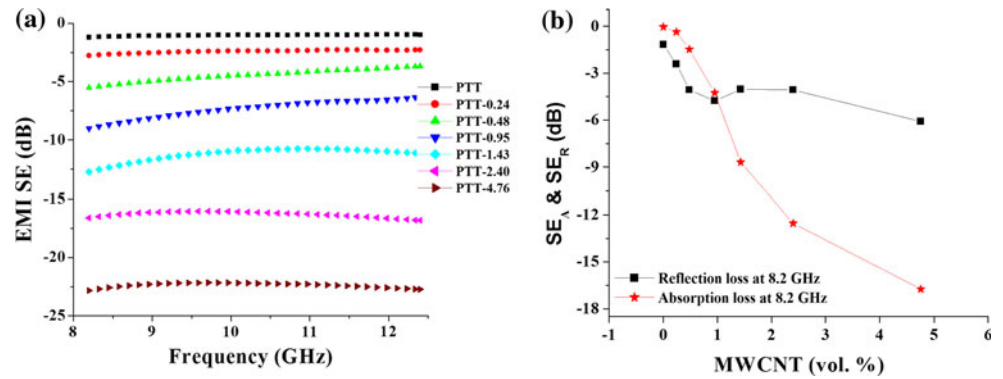 (a)
EMI SE (dB)
0
-5
-10
-15
-20
-25
8
9
10
11
12
Frequency (GHz)
PTT
PTT-0.24
PTT-0.48
PTT-0.95
PTT-1.43
PTT-2.40
PTT-4.76
(b)
SE_A & SE_R (dB)
0
-3
-6
-9
-12
-15
-18
-1
0
1
2
3
4
5
6
MWCNT (vol. %)
Reflection loss at 8.2 GHz
Absorption loss at 8.2 GHz